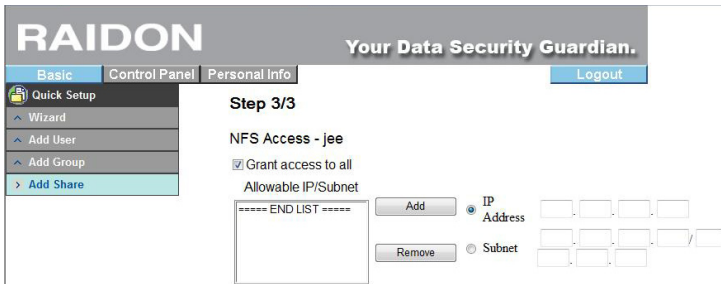 RAIDON
Your Data Security Guardian.
Basic
Control Panel
Personal Info
Logout
Quick Setup
Wizard
Add User
Add Group
Add Share
Step 3/3
NFS Access - jee
Grant access to all
Allowable IP/Subnet
===== END LIST =====
Add
Remove
IP
Address
. . .
Subnet
. . . /
. . .